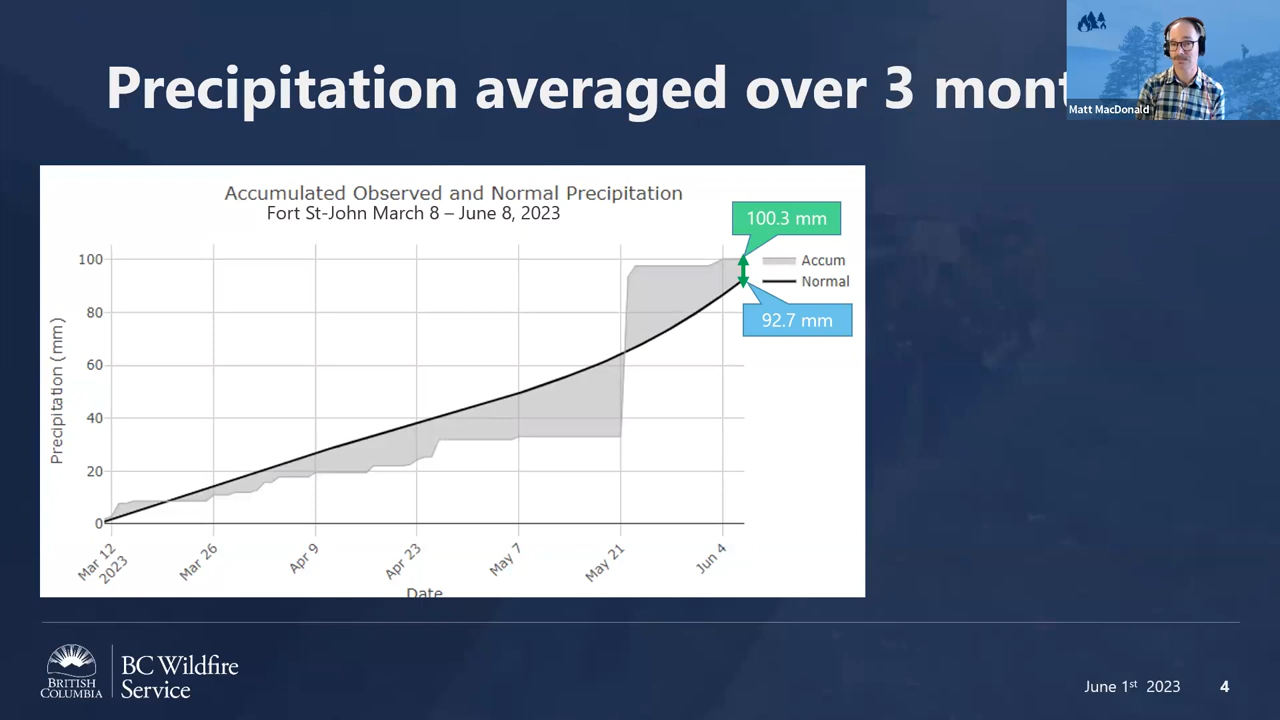 Precipitation averaged over 3 mont
Matt MacDonald
Accumulated Observed and Normal Precipitation
Fort St-John March 8 – June 8, 2023
100.3 mm
Accum
Normal
92.7 mm
Precipitation (mm)
100
80
60
40
20
0
Mar 12
2023
Mar 26
Apr 9
Apr 23
May 7
May 21
Jun 4
Date
BRITISH
COLUMBIA
BC Wildfire
Service
June 1st 2023
4